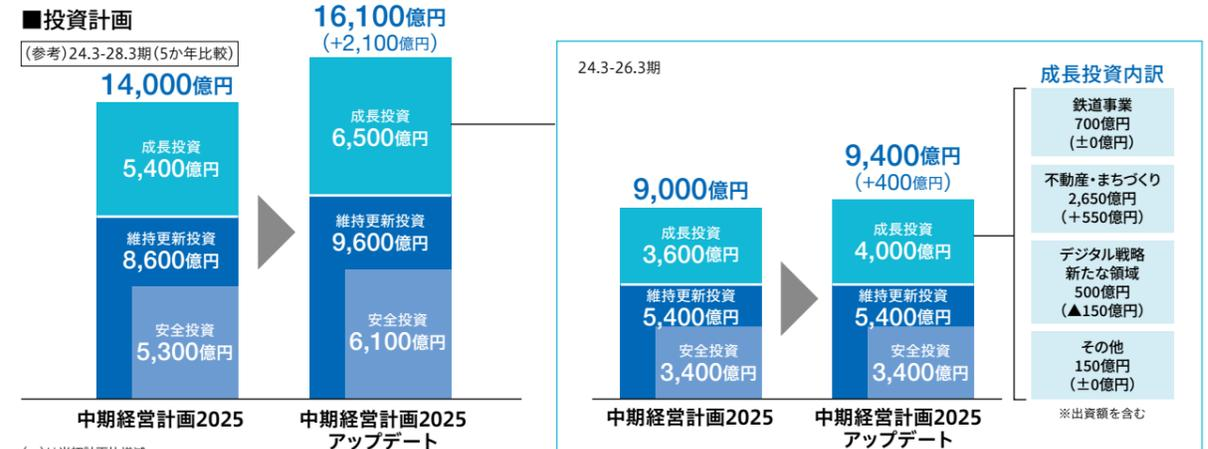 ■投資計画
(参考)24.3-28.3期(5か年比較)
14,000億円
成長投資
5,400億円
維持更新投資
8,600億円
安全投資
5,300億円
中期経営計画2025
16,100億円
(+2,100億円)
成長投資
6,500億円
維持更新投資
9,600億円
安全投資
6,100億円
中期経営計画2025
アップデート
24.3-26.3期
9,000億円
成長投資
3,600億円
維持更新投資
5,400億円
安全投資
3,400億円
中期経営計画2025
9,400億円
(+400億円)
成長投資
4,000億円
維持更新投資
5,400億円
安全投資
3,400億円
中期経営計画2025
アップデート
成長投資内訳
鉄道事業
700億円
(±0億円)
不動産・まちづくり
2,650億円
(+550億円)
デジタル戦略
新たな領域
500億円
(▲150億円)
その他
150億円
(±0億円)
※出資額を含む